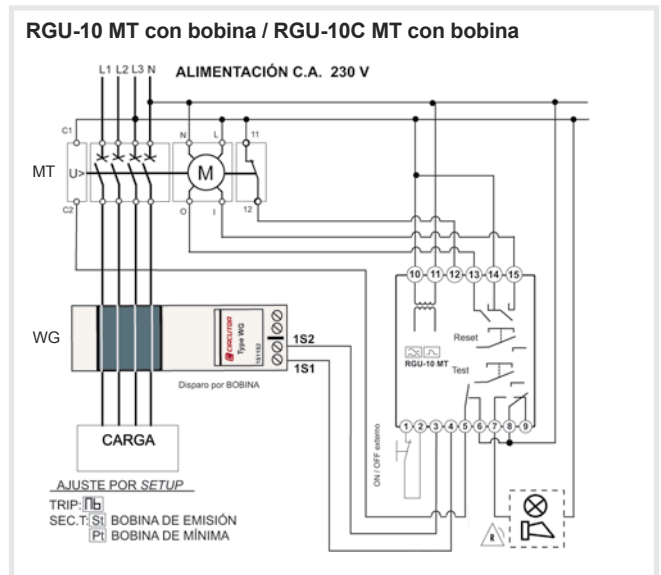 RGU-10 MT con bobina / RGU-10C MT con bobina
L1 L2 L3 N
ALIMENTACIÓN C.A. 230 V
C1
N
L
11
MT
U>
M
C2
O
I
12
10 11 12 13 14 15
WG
CIRCUTOR
Type WG
1S1 1S2
1S2
1S1
Disparo por BOBINA
Reset
RGU-10 MT
Test
1 2 3 4 5 6 7 8 9
ON / OFF externo
CARGA
R
AJUSTE POR SETUP
TRIP:
SEC.T: St BOBINA DE EMISIÓN
Pt BOBINA DE MÍNIMA